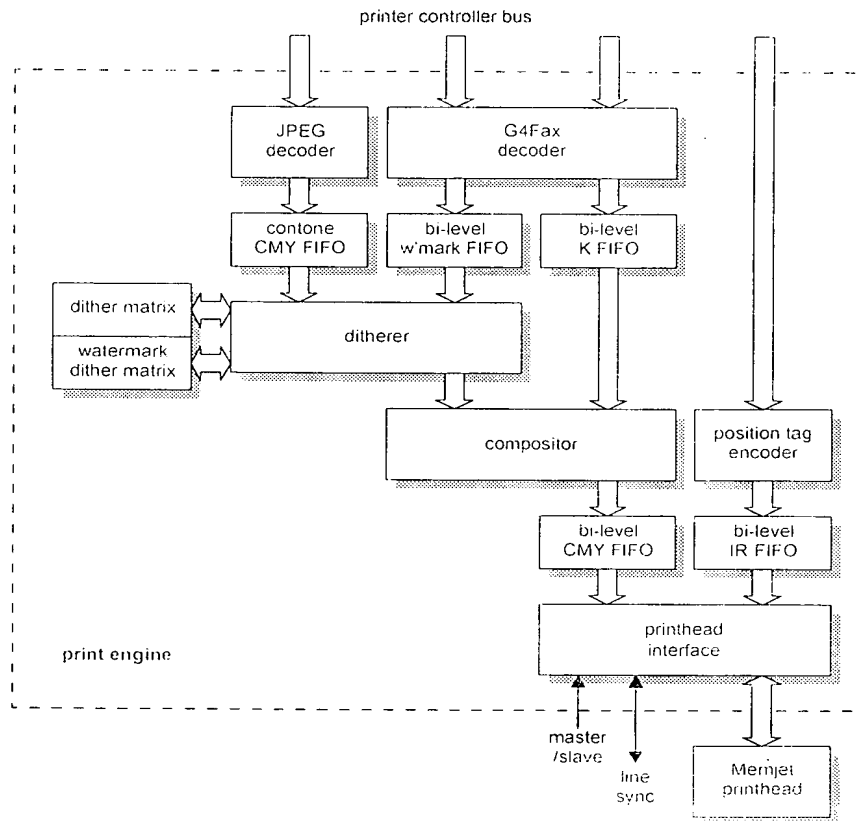 printer controller bus
JPEG
decoder
G4Fax
decoder
contone
CMY FIFO
bi-level
w'mark FIFO
bi-level
K FIFO
dither matrix
watermark
dither matrix
ditherer
compositor
position tag
encoder
bi-level
CMY FIFO
bi-level
IR FIFO
printhead
interface
print engine
master
/slave
line
sync
Memjet
printhead